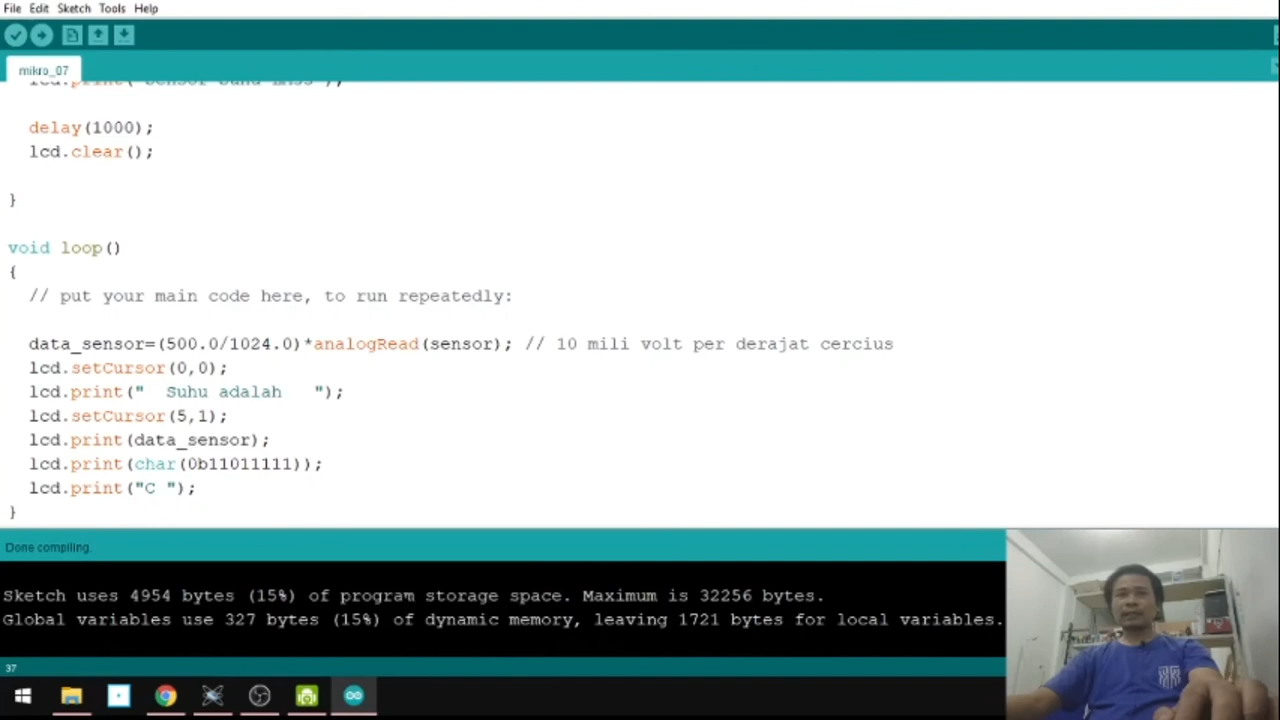 File Edit Sketch Tools Help
mikro_07
delay(1000);
lcd.clear();
}
void loop()
{
// put your main code here, to run repeatedly:
data_sensor=(500.0/1024.0)*analogRead(sensor); // 10 mili volt per derajat cercius
lcd.setCursor(0,0);
lcd.print("  Suhu adalah   ");
lcd.setCursor(5,1);
lcd.print(data_sensor);
lcd.print(char(0b11011111));
lcd.print("C ");
}
Done compiling.
Sketch uses 4954 bytes (15%) of program storage space. Maximum is 32256 bytes.
Global variables use 327 bytes (15%) of dynamic memory, leaving 1721 bytes for local variables.
37